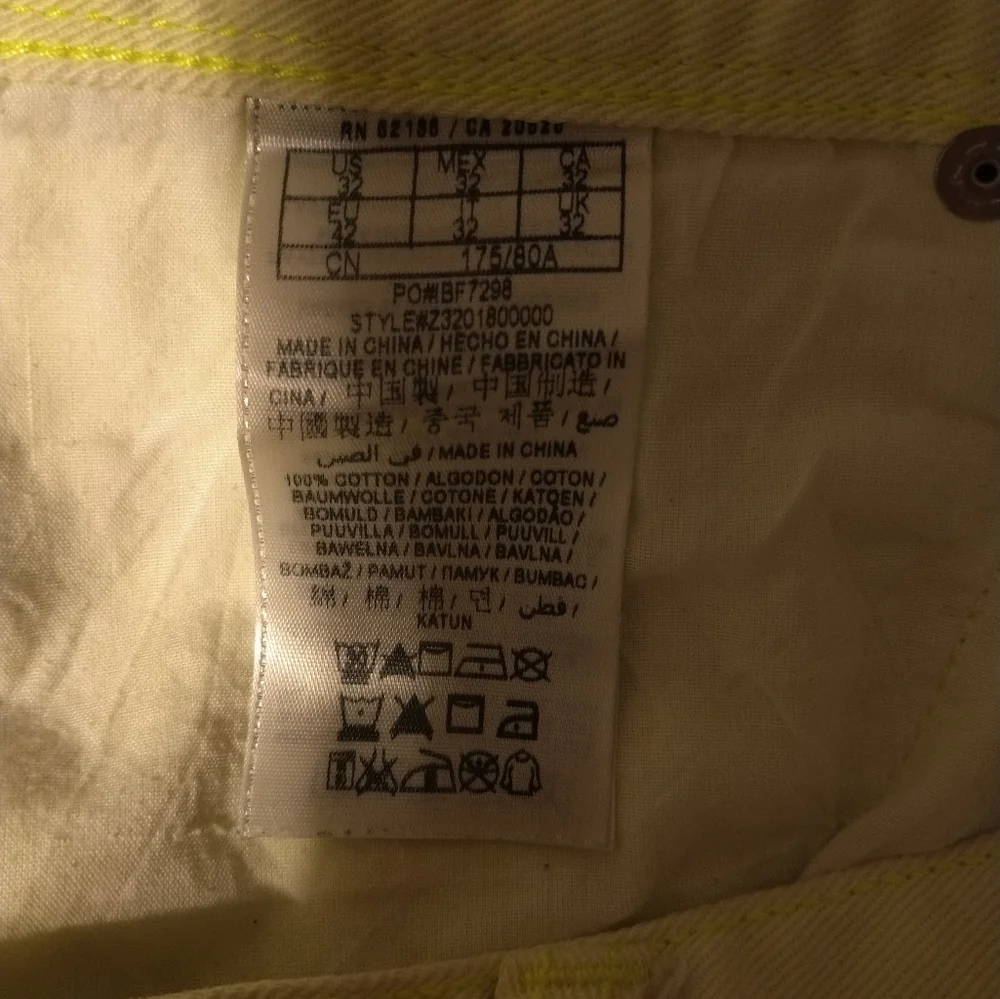 RN 62136 / CA 20626
US MEX CA
32 32 32
EU IT UK
42 32 32
CN 175/80A
PO#IBF7298
STYLE#Z3201800000
MADE IN CHINA / HECHO EN CHINA /
FABRIQUE EN CHINE / FABBRICATO IN
CINA / 中国製 / 中国制造 /
中國製造 / 중국 제품 / صنع
في الصين / MADE IN CHINA
100% COTTON / ALGODON / COTON /
BAUMWOLLE / COTONE / KATOEN /
BOMULD / BAMBAKI / ALGODÃO /
PUUVILLA / BOMULL / PUUVILL /
BAWELNA / BAVLNA / BAVLNA /
BOMBAŽ / PAMUT / ПАМУК / BUMBAC /
綿 / 棉 / 棉 / 면 / قطن /
KATUN